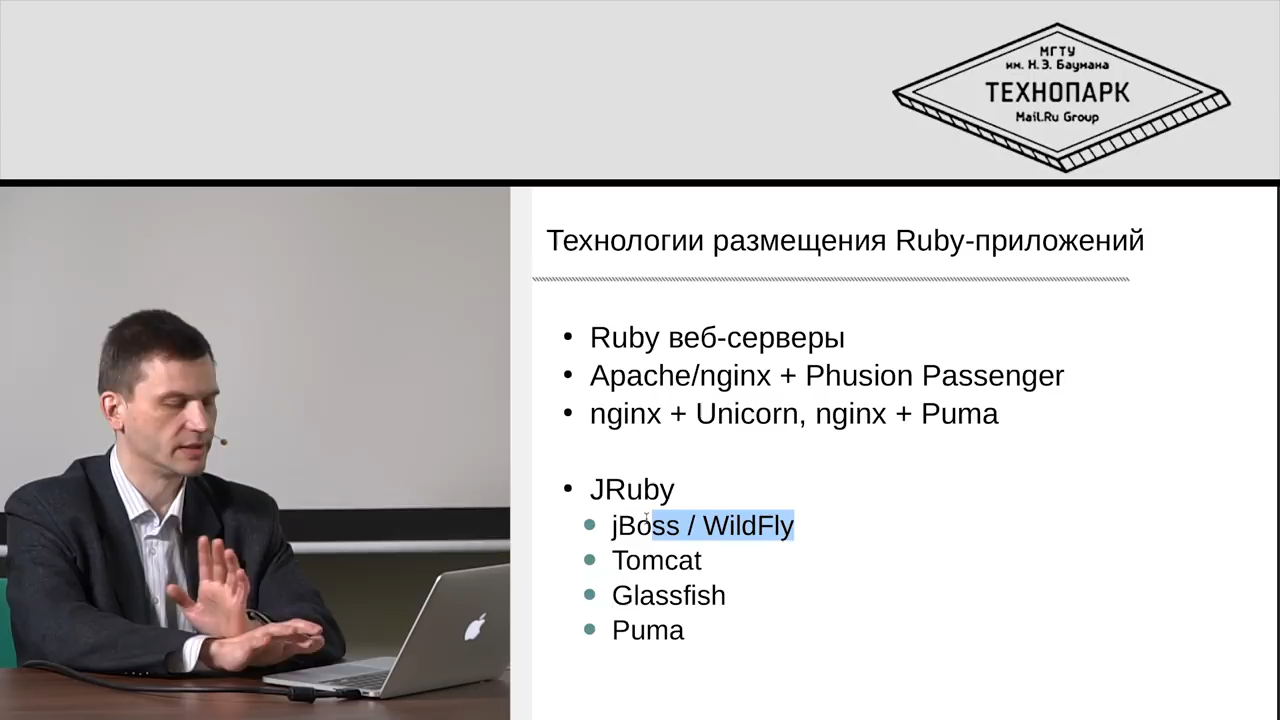 МГТУ
им. Н.Э. Баумана
ТЕХНОПАРК
Mail.Ru Group
Технологии размещения Ruby-приложений
• Ruby веб-серверы
• Apache/nginx + Phusion Passenger
• nginx + Unicorn, nginx + Puma
• JRuby
• jBoss / WildFly
• Tomcat
• Glassfish
• Puma